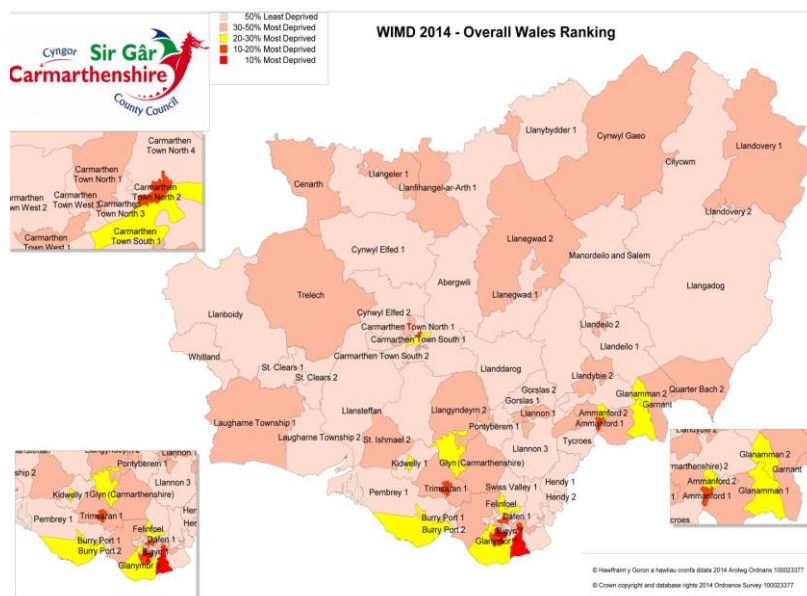 50% Least Deprived
30-50% Most Deprived
20-30% Most Deprived
10-20% Most Deprived
10% Most Deprived
WIMD 2014 - Overall Wales Ranking
Cyngor
Sir Gâr
Carmarthenshire
County Council
Carmarthen
Town North 4
Carmarthen
Town North 1
Carmarthen
Town North 2
Carmarthen
Town West 3
Carmarthen
Town North 3
Carmarthen
Town South 1
Carmarthen
Town West 1
Llanybydder 1
Cynwyl Gaeo
Llandovery 1
Cilycwm
Llandovery 2
Cenarth
Llangeler 1
Llanfihangel-ar-Arth 1
Llanegwad 2
Cynwyl Elfed 1
Abergwili
Manordeilo and Salem
Llangadog
Trelech
Llanegwad 1
Llanboidy
Cynwyl Elfed 2
Carmarthen Town North 1
Carmarthen Town South 1
Carmarthen Town South 2
Llandeilo 2
Llandeilo 1
Whitland
St. Clears 1
St. Clears 2
Llanddarog
Llandybie 2
Quarter Bach 2
Glanamman 2
Garnant
Gorslas 2
Gorslas 1
Llansteffan
Llangyndeyrn 2
Llannon 1
Ammanford 2
Ammanford 1
Laugharne Township 1
Laugharne Township 2
St. Ishmael 2
Pontyberem 1
Tycroes
Llannon 3
Kidwelly 1
Glyn (Carmarthenshire)
Swiss Valley 1
Hendy 1
Hendy 2
Pembrey 1
Trimsaran 1
Felinfoel
Dafen 1
Burry Port 1
Burry Port 2
Bigyn 1
Pontyberem 1
Llannon 3
Kidwelly 1
Glyn (Carmarthenshire)
Pembrey 1
Trimsaran 1
Felinfoel
Dafen 1
Burry Port 1
Burry Port 2
Ammanford 2
Ammanford 1
Glanamman 2
Garnant
Glanamman 1
© Hawlfraint y Goron a hawliau cronfa ddata 2014 Arolwg Ordnans 100023377
© Crown copyright and database rights 2014 Ordnance Survey 100023377